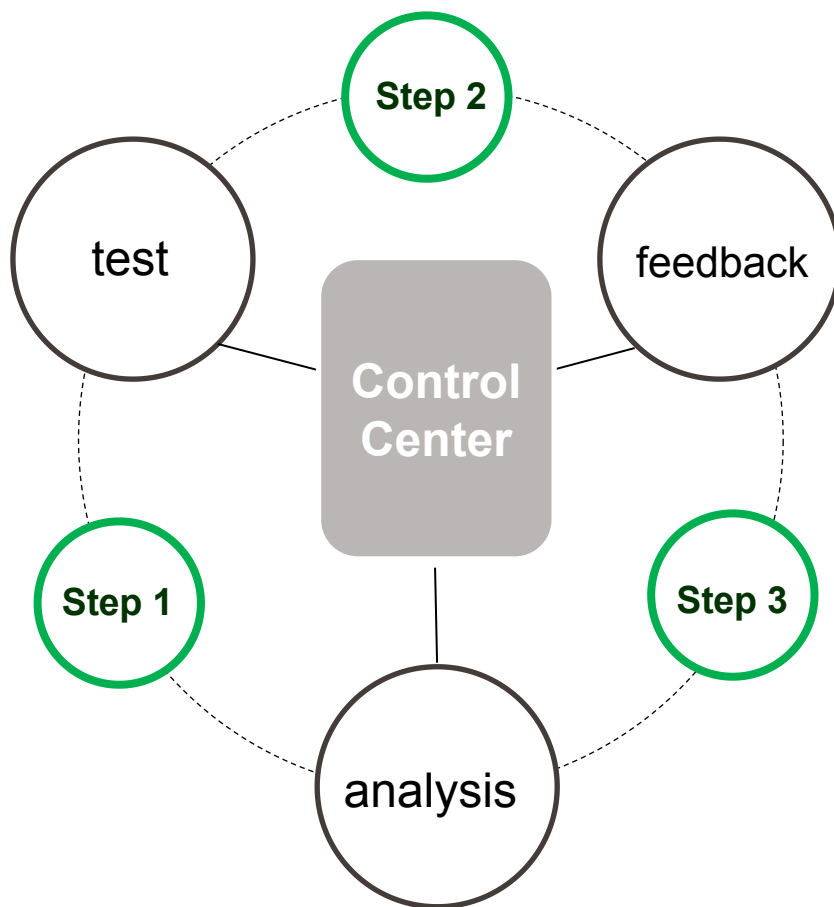 Step 2
test
feedback
Control
Center
Step 1
Step 3
analysis